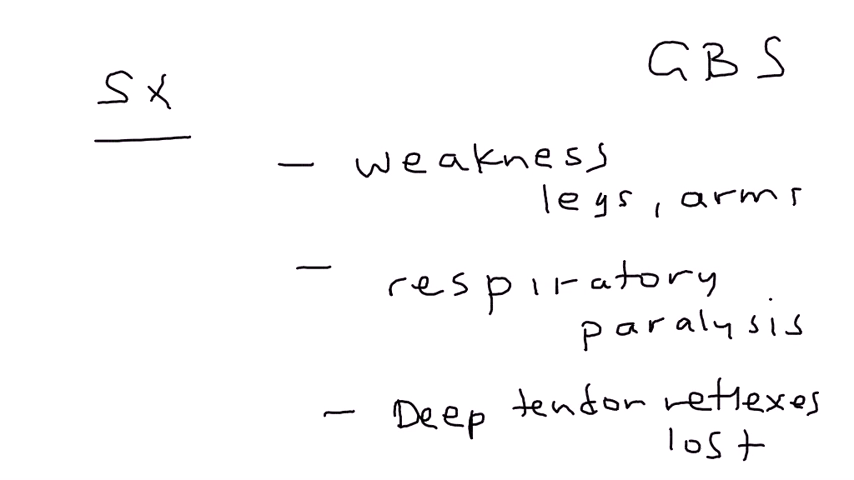 GBS
Sx
- weakness
legs, arms
- respiratory
paralysis
- Deep tendon reflexes
lost